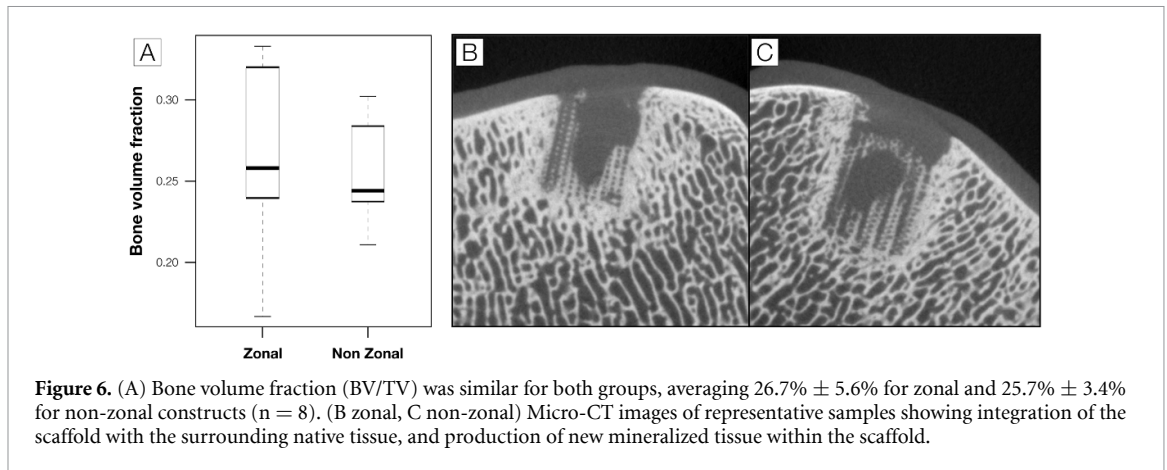 A
B
C
Bone volume fraction
0.30
0.25
0.20
Zonal
Non Zonal
Figure 6. (A) Bone volume fraction (BV/TV) was similar for both groups, averaging 26.7% ± 5.6% for zonal and 25.7% ± 3.4%
for non-zonal constructs (n = 8). (B zonal, C non-zonal) Micro-CT images of representative samples showing integration of the
scaffold with the surrounding native tissue, and production of new mineralized tissue within the scaffold.